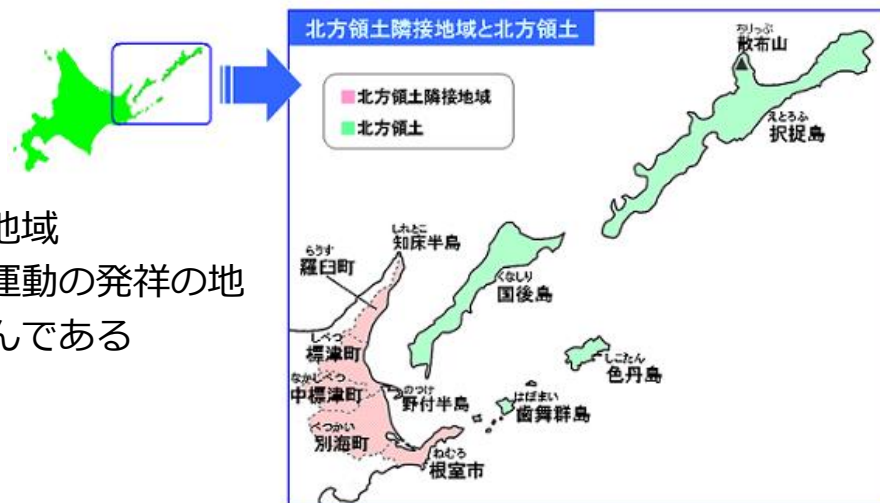 北方領土隣接地域と北方領土
北方領土隣接地域
北方領土
ちりっぷ
散布山
えとろふ
択捉島
しれとこ
知床半島
らうす
羅臼町
くなしり
国後島
しべつ
標津町
なかしべつ
中標津町
のつけ
野付半島
しこたん
色丹島
はぼまい
歯舞群島
べつかい
別海町
ねむろ
根室市
地域
運動の発祥の地
んである